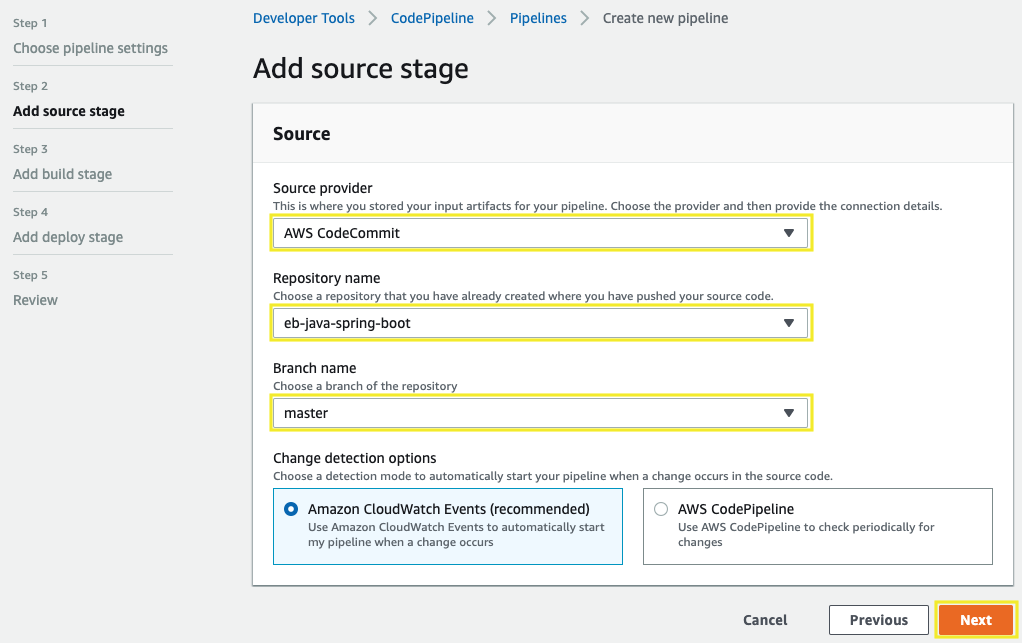 Step 1
Choose pipeline settings
Step 2
Add source stage
Step 3
Add build stage
Step 4
Add deploy stage
Step 5
Review
Developer Tools > CodePipeline > Pipelines > Create new pipeline
Add source stage
Source
Source provider
This is where you stored your input artifacts for your pipeline. Choose the provider and then provide the connection details.
AWS CodeCommit
Repository name
Choose a repository that you have already created where you have pushed your source code.
eb-java-spring-boot
Branch name
Choose a branch of the repository
master
Change detection options
Choose a detection mode to automatically start your pipeline when a change occurs in the source code.
Amazon CloudWatch Events (recommended)
Use Amazon CloudWatch Events to automatically start
my pipeline when a change occurs
AWS CodePipeline
Use AWS CodePipeline to check periodically for
changes
Cancel
Previous
Next